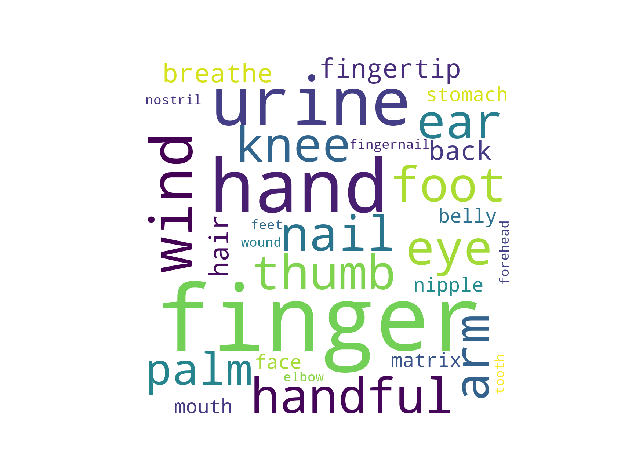 breathe fingertip
nostril urine stomach
ear
wind knee fingernail back
hand foot
hair feet nail belly
wound eye forehead
thumb nipple
finger
palm face matrix arm tooth
elbow
mouth handful